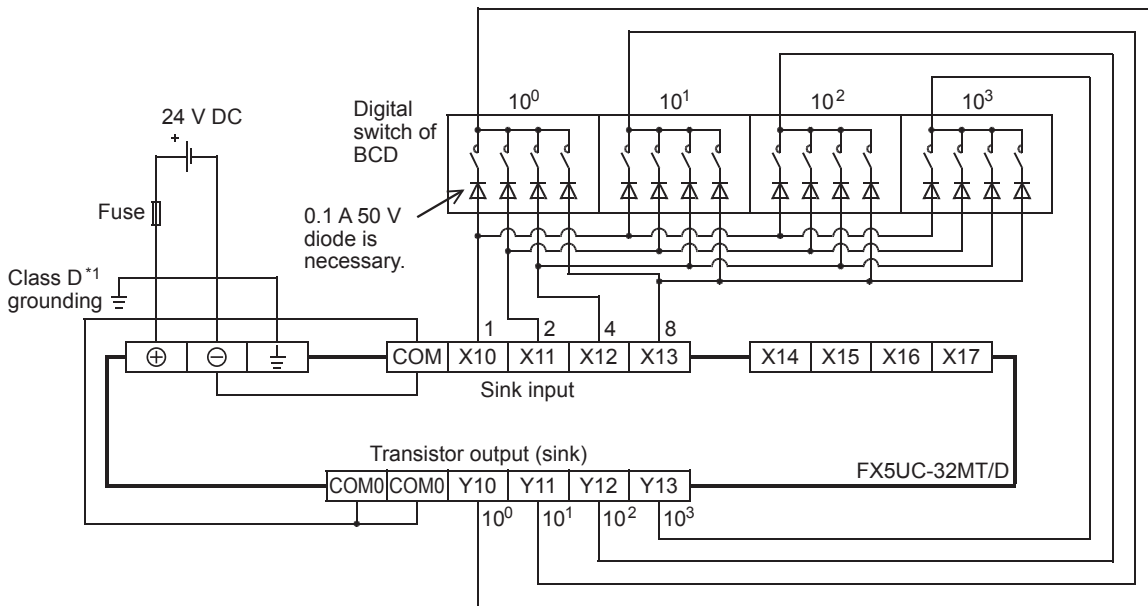 10⁰ 10¹ 10² 10³
Digital
switch of
BCD
24 V DC
+
Fuse
0.1 A 50 V
diode is
necessary.
Class D*1
grounding
1 2 4 8
⊕ ⊖ COM X10 X11 X12 X13 X14 X15 X16 X17
Sink input
Transistor output (sink)
FX5UC-32MT/D
COM0 COM0 Y10 Y11 Y12 Y13
10⁰ 10¹ 10² 10³